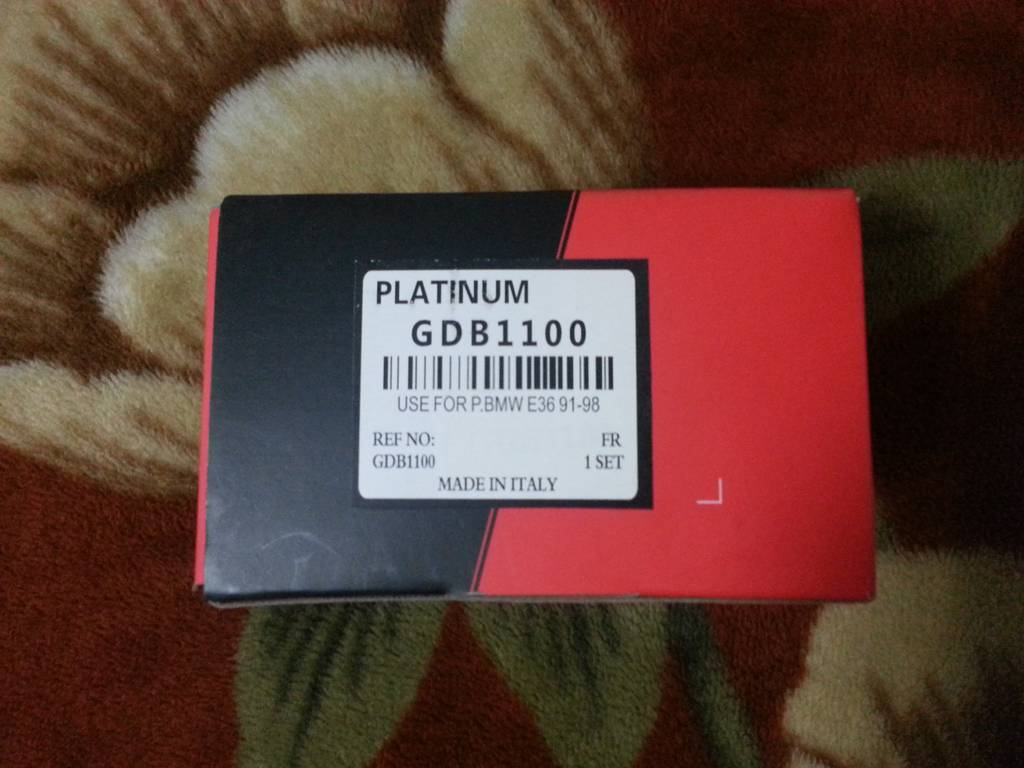 PLATINUM
GDB1100
USE FOR P.BMW E36 91-98
REF NO: FR
GDB1100 1 SET
MADE IN ITALY